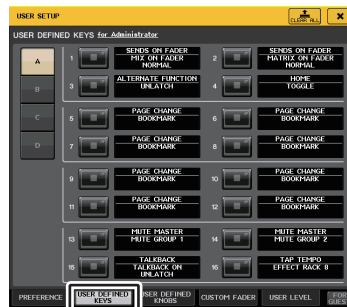 USER SETUP
CLEAR ALL
USER DEFINED KEYS for Administrator
A
B
C
D
1
SENDS ON FADER
MIX ON FADER
NORMAL
2
SENDS ON FADER
MATRIX ON FADER
NORMAL
3
ALTERNATE FUNCTION
UNLATCH
4
HOME
TOGGLE
5
PAGE CHANGE
BOOKMARK
6
PAGE CHANGE
BOOKMARK
7
PAGE CHANGE
BOOKMARK
8
PAGE CHANGE
BOOKMARK
9
PAGE CHANGE
BOOKMARK
10
PAGE CHANGE
BOOKMARK
11
PAGE CHANGE
BOOKMARK
12
PAGE CHANGE
BOOKMARK
13
MUTE MASTER
MUTE GROUP 1
14
MUTE MASTER
MUTE GROUP 2
15
TALKBACK
TALKBACK ON
UNLATCH
16
TAP TEMPO
EFFECT RACK 8
PREFERENCE
USER DEFINED
KEYS
USER DEFINED
KNOBS
CUSTOM FADER
USER LEVEL
FOR
GUES